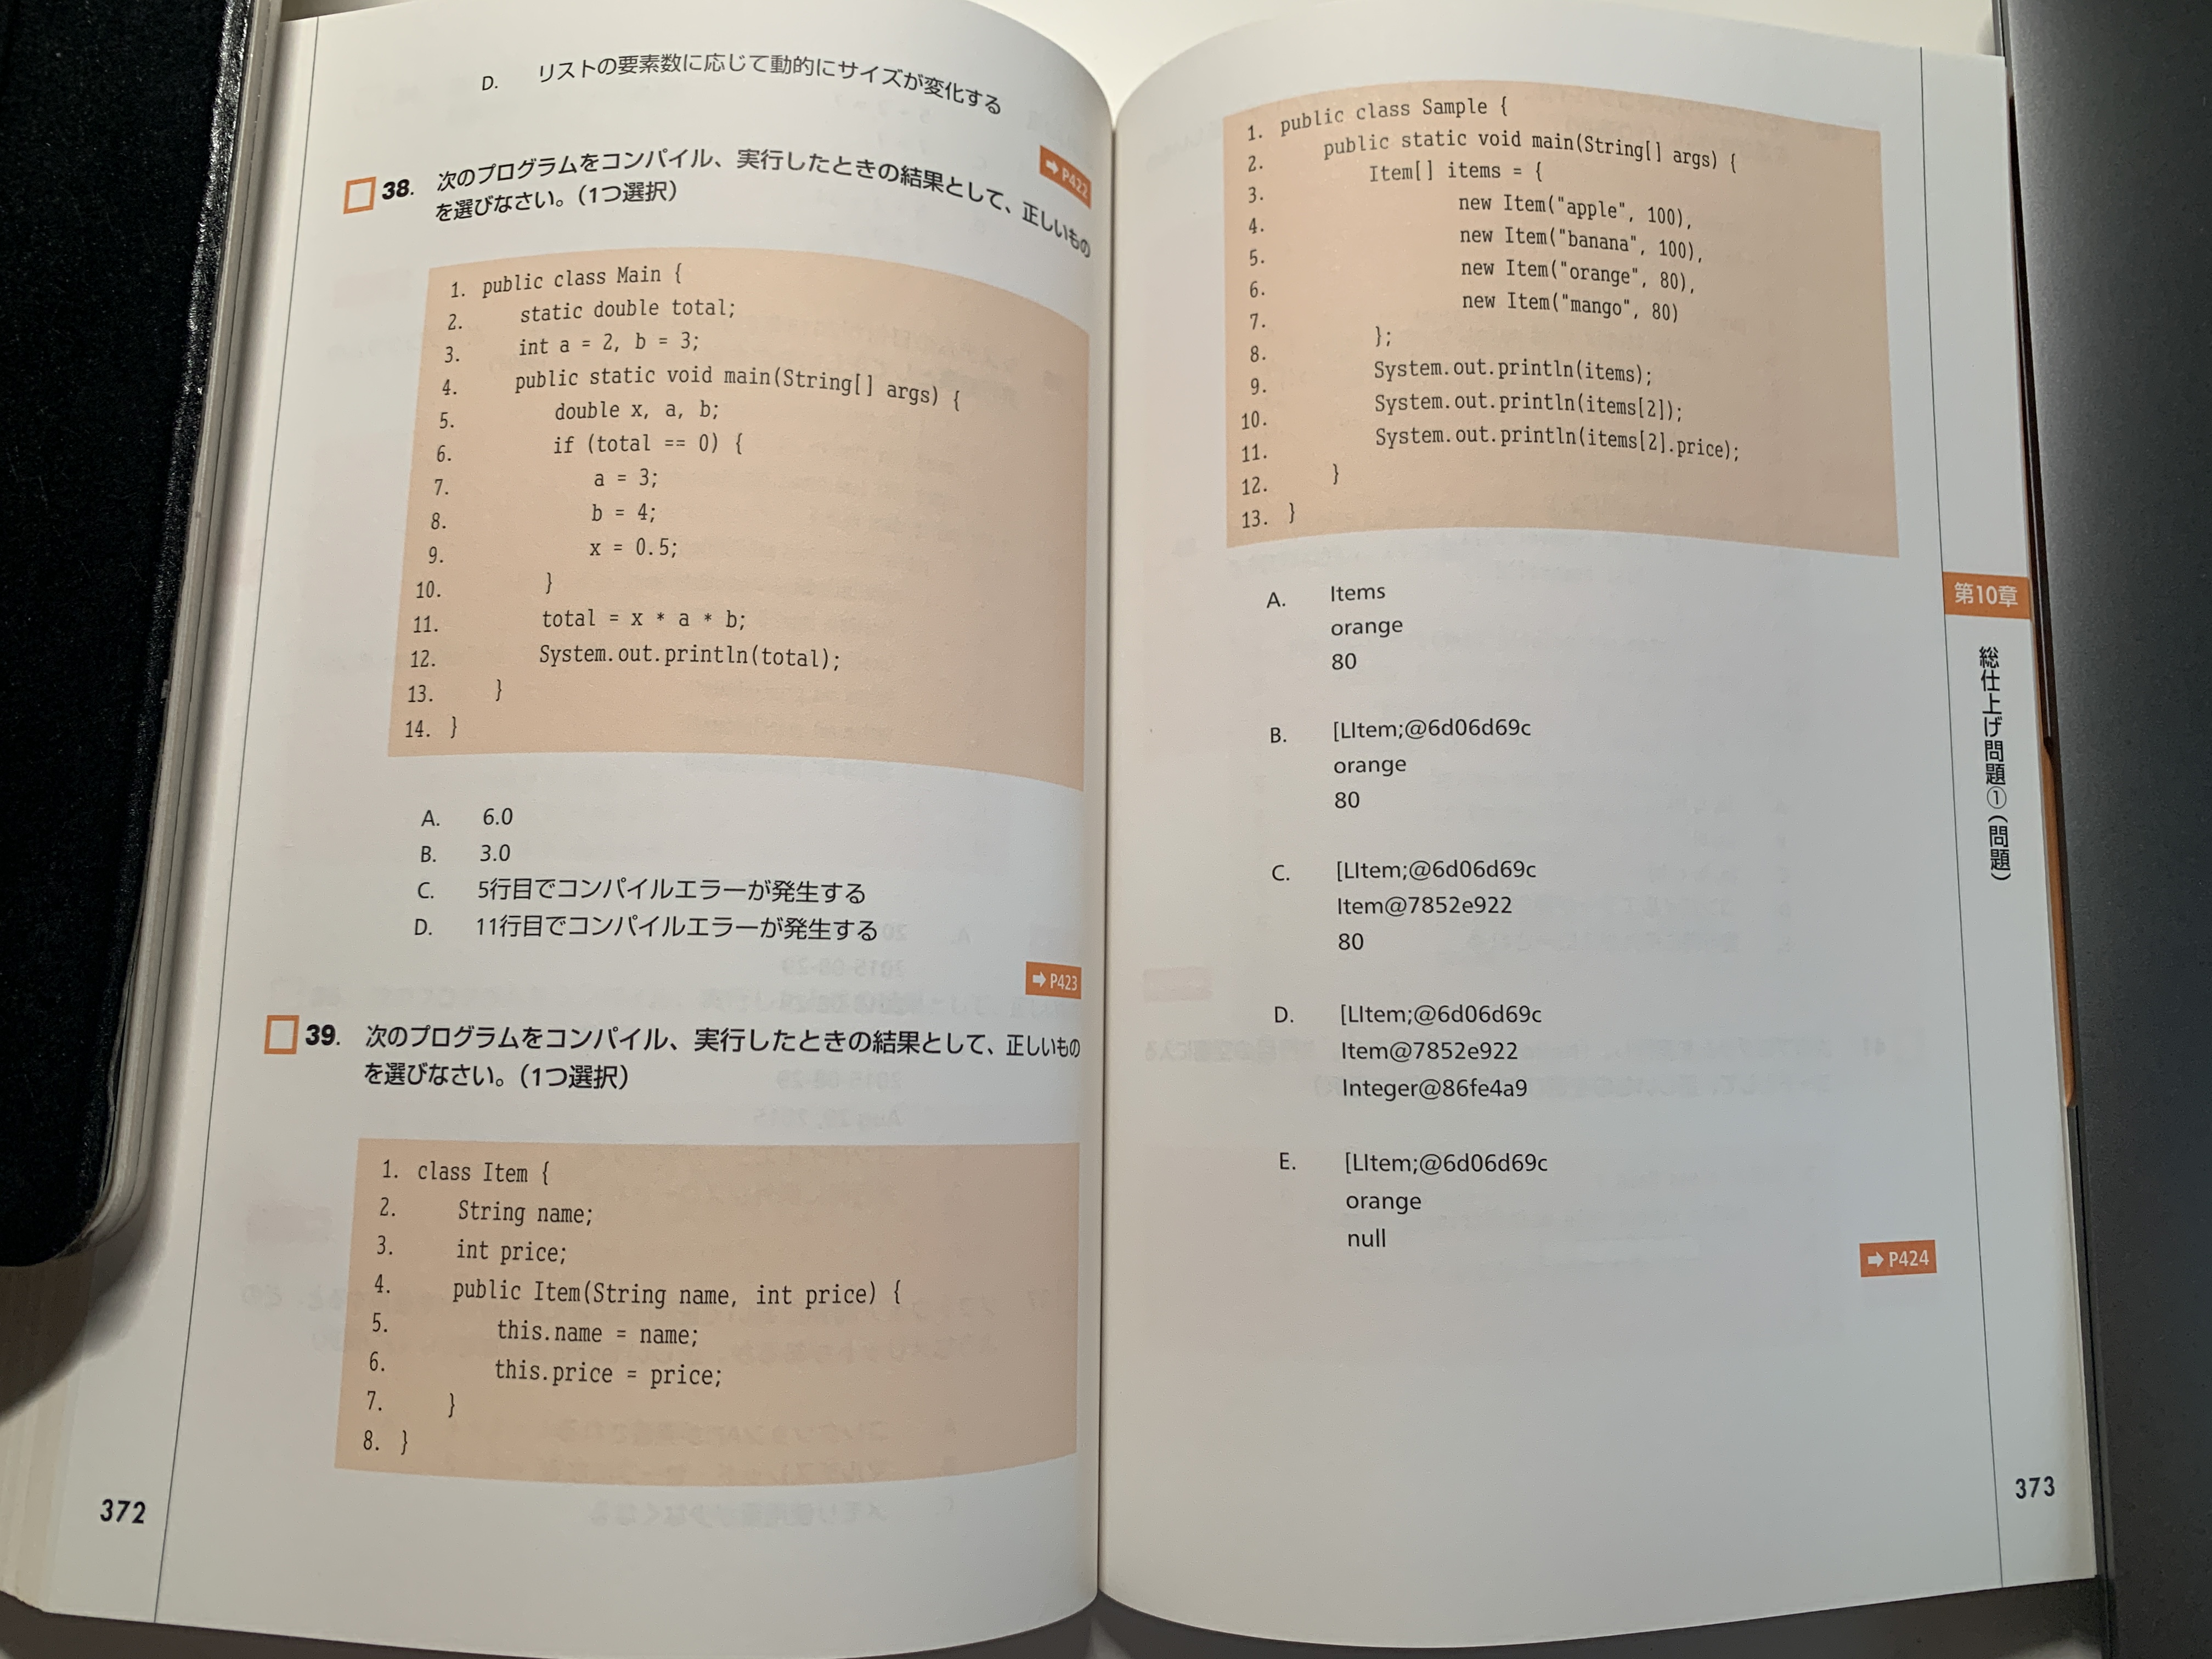 D. リストの要素数に応じて動的にサイズが変化する
➡P422
38. 次のプログラムをコンパイル、実行したときの結果として、正しいもの
を選びなさい。(1つ選択)
1. public class Main {
2. static double total;
3. int a = 2, b = 3;
4. public static void main(String[] args) {
5. double x, a, b;
6. if (total == 0) {
7. a = 3;
8. b = 4;
9. x = 0.5;
10. }
11. total = x * a * b;
12. System.out.println(total);
13. }
14. }
A. 6.0
B. 3.0
C. 5行目でコンパイルエラーが発生する
D. 11行目でコンパイルエラーが発生する
➡P423
39. 次のプログラムをコンパイル、実行したときの結果として、正しいもの
を選びなさい。(1つ選択)
1. class Item {
2. String name;
3. int price;
4. public Item(String name, int price) {
5. this.name = name;
6. this.price = price;
7. }
8. }
372
1. public class Sample {
2. public static void main(String[] args) {
3. Item[] items = {
4. new Item("apple", 100),
5. new Item("banana", 100),
6. new Item("orange", 80),
7. new Item("mango", 80)
8. };
9. System.out.println(items);
10. System.out.println(items[2]);
11. System.out.println(items[2].price);
12. }
13. }
A. Items
orange
80
B. [LItem;@6d06d69c
orange
80
C. [LItem;@6d06d69c
Item@7852e922
80
D. [LItem;@6d06d69c
Item@7852e922
Integer@86fe4a9
E. [LItem;@6d06d69c
orange
null
➡P424
第10章
総仕上げ問題①(問題)
373